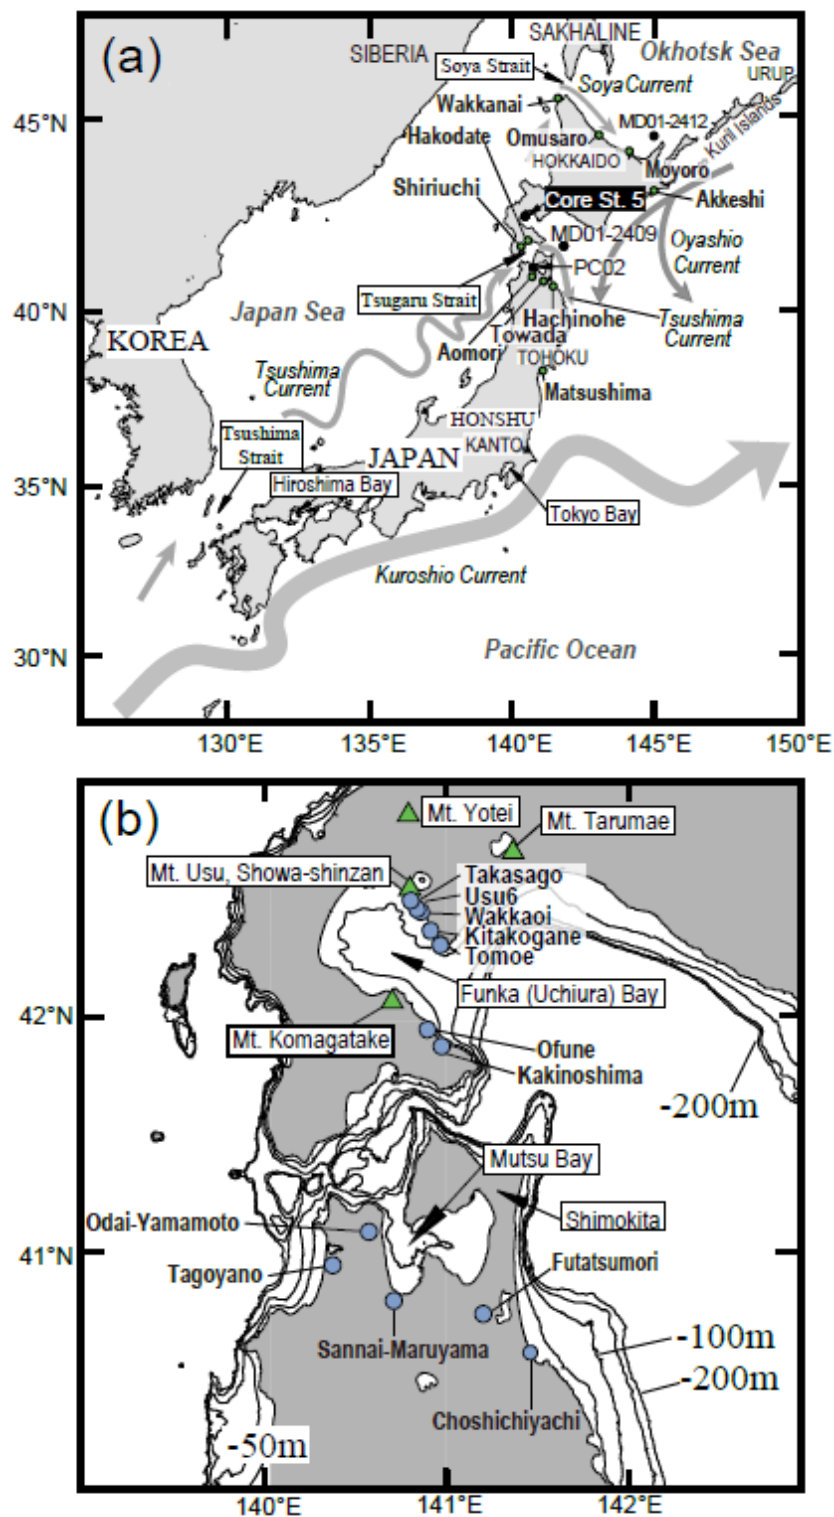 (a)
SIBERIA
SAKHALINE
Okhotsk Sea
Soya Strait
Soya Current
URUP
Wakkanai
45°N
MD01-2412
Kuril Islands
Hakodate
Omusaro
HOKKAIDO
Moyoro
Shiriuchi
Core St. 5
Akkeshi
MD01-2409
Oyashio
Current
PC02
Tsugaru Strait
40°N
Japan Sea
Hachinohe
Tsushima
Current
KOREA
Towada
Aomori
TOHOKU
Tsushima
Current
Matsushima
HONSHU
Tsushima
Strait
KANTO
JAPAN
35°N
Hiroshima Bay
Tokyo Bay
Kuroshio Current
30°N
Pacific Ocean
130°E
135°E
140°E
145°E
150°E
(b)
Mt. Yotei
Mt. Tarumae
Mt. Usu, Showa-shinzan
Takasago
Usu6
Wakkaoi
Kitakogane
Tomoe
Funka (Uchiura) Bay
42°N
Mt. Komagatake
Ofune
Kakinoshima
-200m
Mutsu Bay
Odai-Yamamoto
Shimokita
41°N
Tagoyano
Futatsumori
Sannai-Maruyama
-100m
-200m
Choshichiyachi
-50m
140°E
141°E
142°E